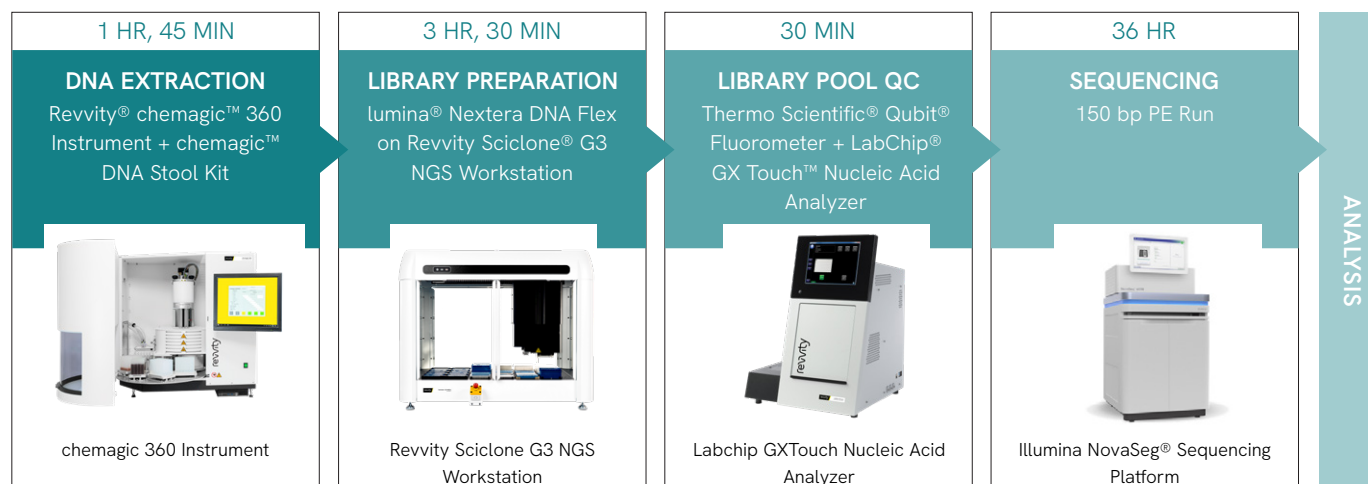 1 HR, 45 MIN
DNA EXTRACTION
Revvity® chemagic™ 360
Instrument + chemagic™
DNA Stool Kit
revvity
chemagic 360 Instrument
3 HR, 30 MIN
LIBRARY PREPARATION
lumina® Nextera DNA Flex
on Revvity Sciclone® G3
NGS Workstation
Revvity Sciclone G3 NGS
Workstation
30 MIN
LIBRARY POOL QC
Thermo Scientific® Qubit®
Fluorometer + LabChip®
GX Touch™ Nucleic Acid
Analyzer
revvity
Labchip GXTouch Nucleic Acid
Analyzer
36 HR
SEQUENCING
150 bp PE Run
Illumina NovaSeg® Sequencing
Platform
ANALYSIS